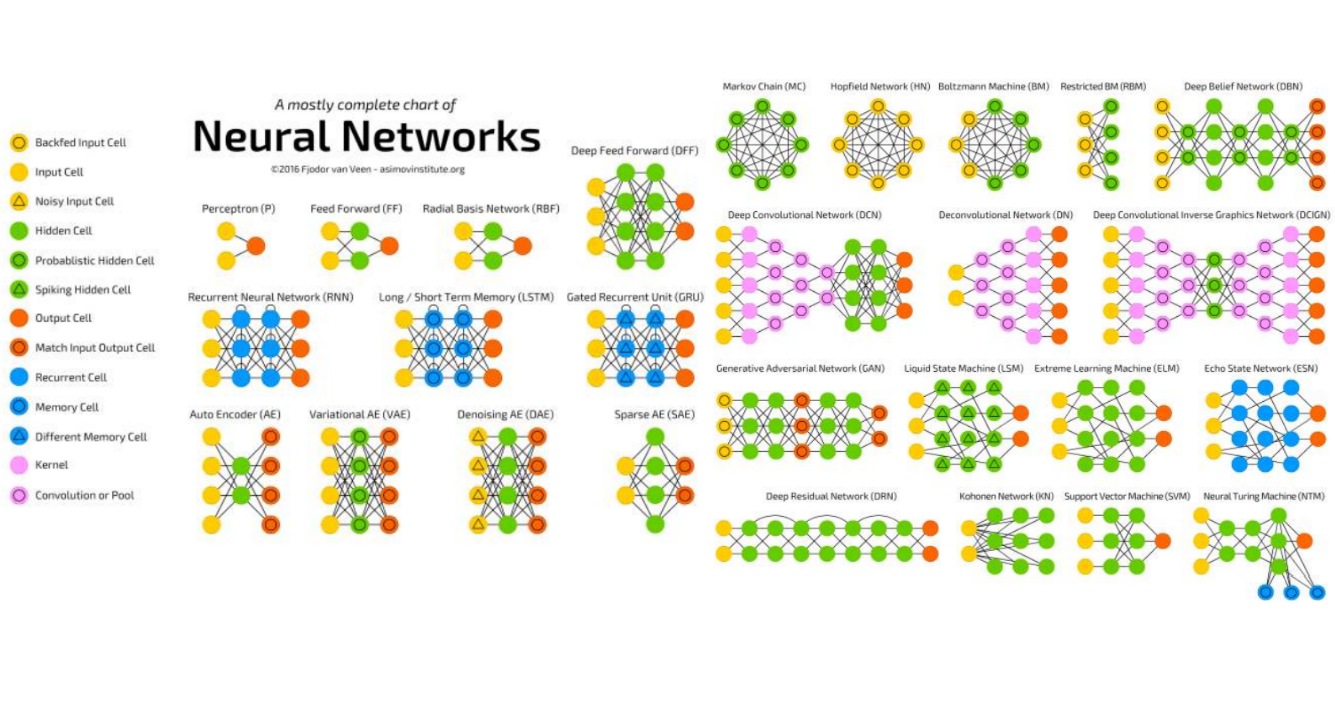 A mostly complete chart of
Neural Networks
©2016 Fjodor van Veen - asimovinstitute.org
Backfed Input Cell
Input Cell
Noisy Input Cell
Hidden Cell
Probablistic Hidden Cell
Spiking Hidden Cell
Output Cell
Match Input Output Cell
Recurrent Cell
Memory Cell
Different Memory Cell
Kernel
Convolution or Pool
Perceptron (P)
Feed Forward (FF)
Radial Basis Network (RBF)
Deep Feed Forward (DFF)
Recurrent Neural Network (RNN)
Long / Short Term Memory (LSTM)
Gated Recurrent Unit (GRU)
Auto Encoder (AE)
Variational AE (VAE)
Denoising AE (DAE)
Sparse AE (SAE)
Markov Chain (MC)
Hopfield Network (HN)
Boltzmann Machine (BM)
Restricted BM (RBM)
Deep Belief Network (DBN)
Deep Convolutional Network (DCN)
Deconvolutional Network (DN)
Deep Convolutional Inverse Graphics Network (DCIGN)
Generative Adversarial Network (GAN)
Liquid State Machine (LSM)
Extreme Learning Machine (ELM)
Echo State Network (ESN)
Deep Residual Network (DRN)
Kohonen Network (KN)
Support Vector Machine (SVM)
Neural Turing Machine (NTM)